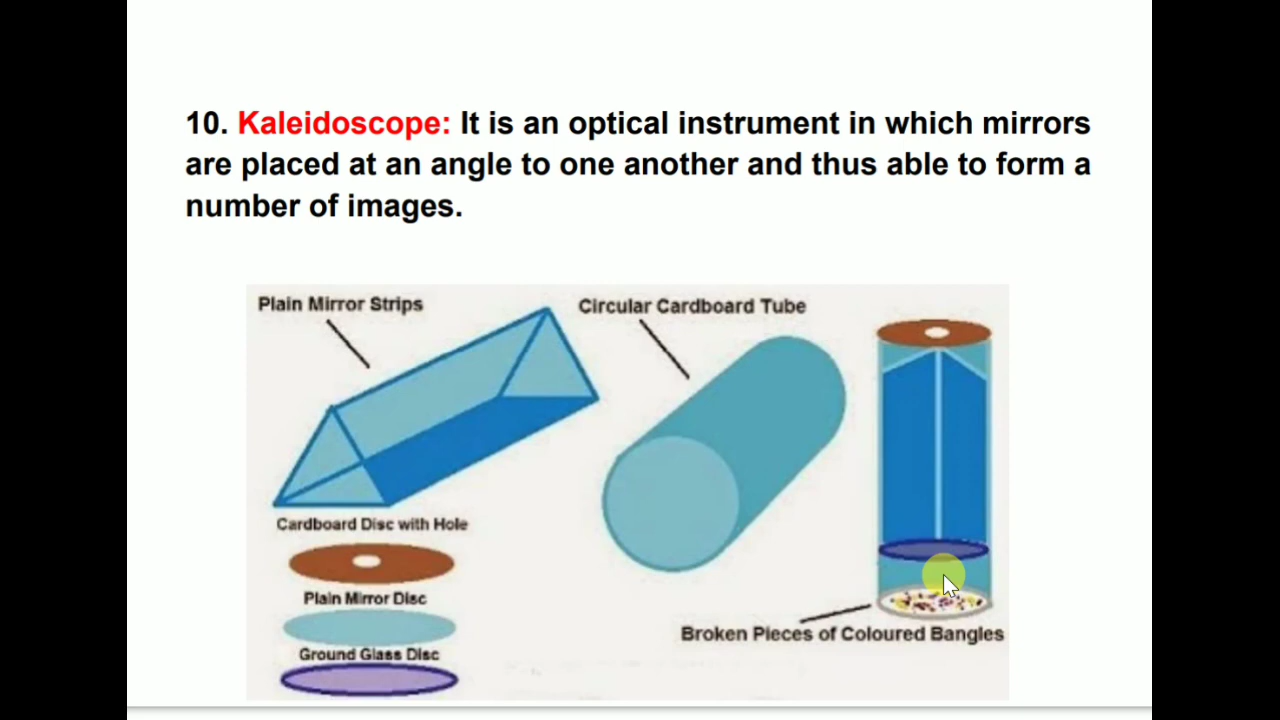 10. Kaleidoscope: It is an optical instrument in which mirrors
are placed at an angle to one another and thus able to form a
number of images.
Plain Mirror Strips
Circular Cardboard Tube
Cardboard Disc with Hole
Plain Mirror Disc
Ground Glass Disc
Broken Pieces of Coloured Bangles